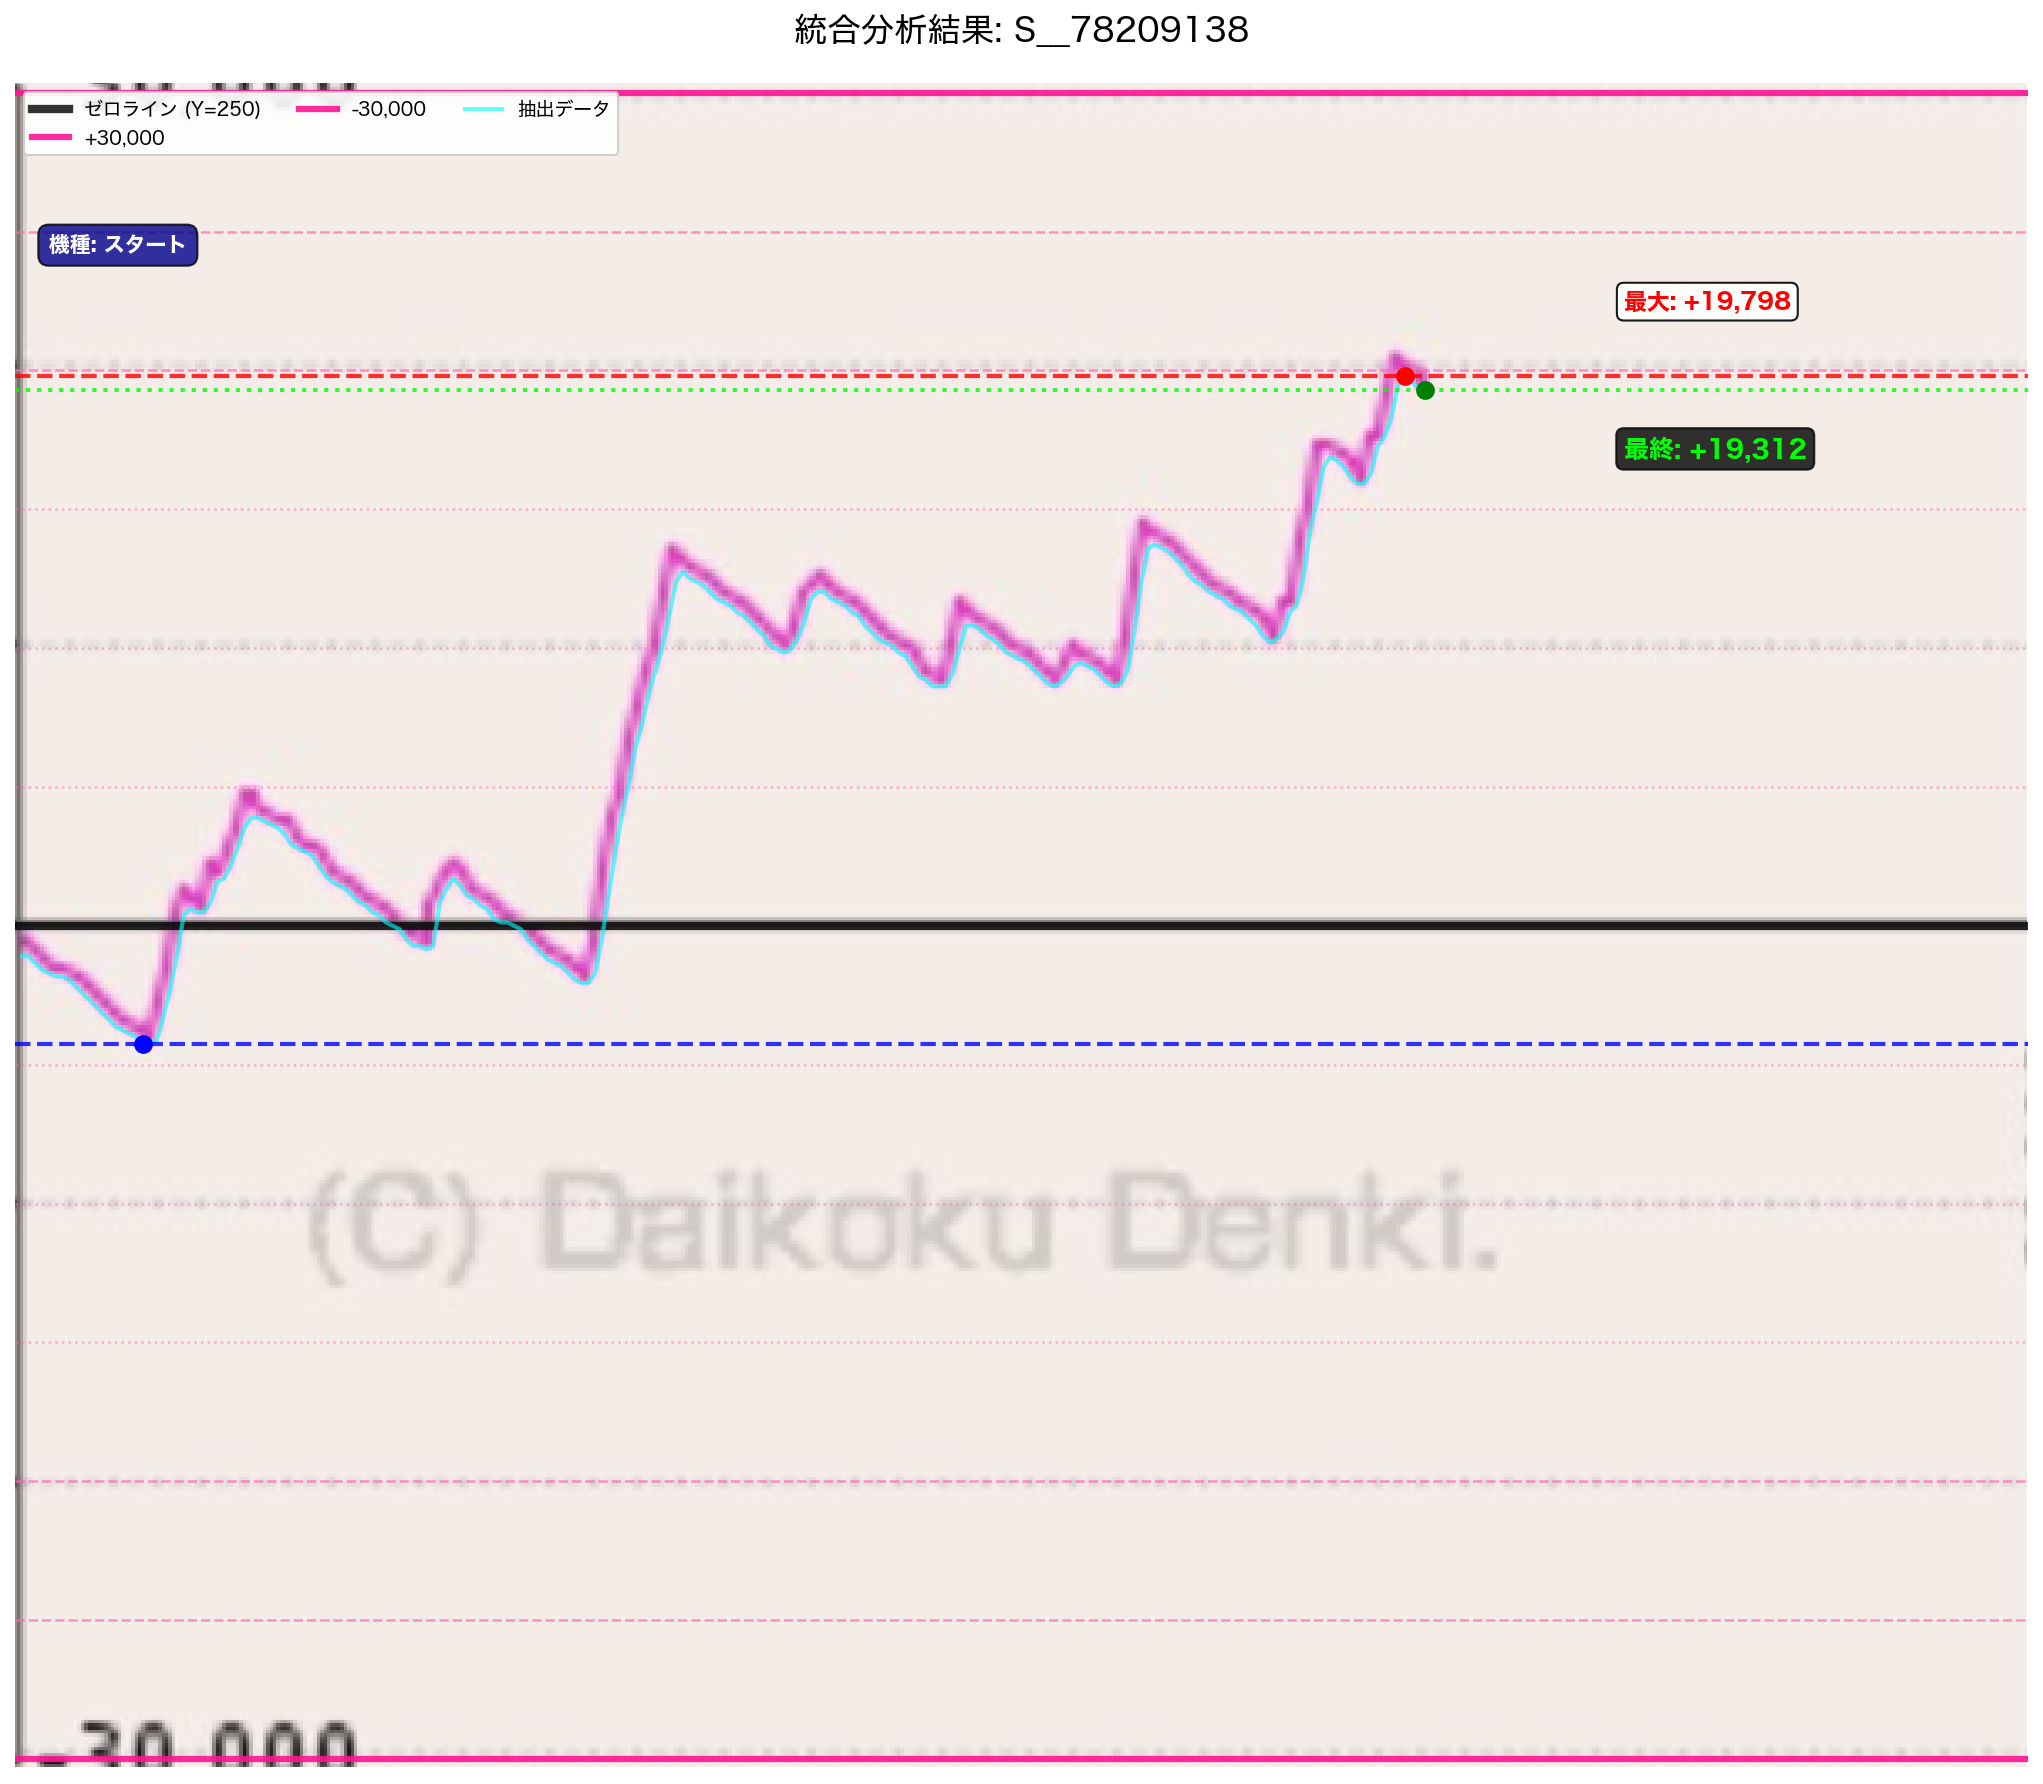 統合分析結果: S__78209138
30,000
ゼロライン (Y=250)
-30,000
抽出データ
+30,000
機種: スタート
最大: +19,798
最終: +19,312
(C) Daikoku Denki.
-30,000